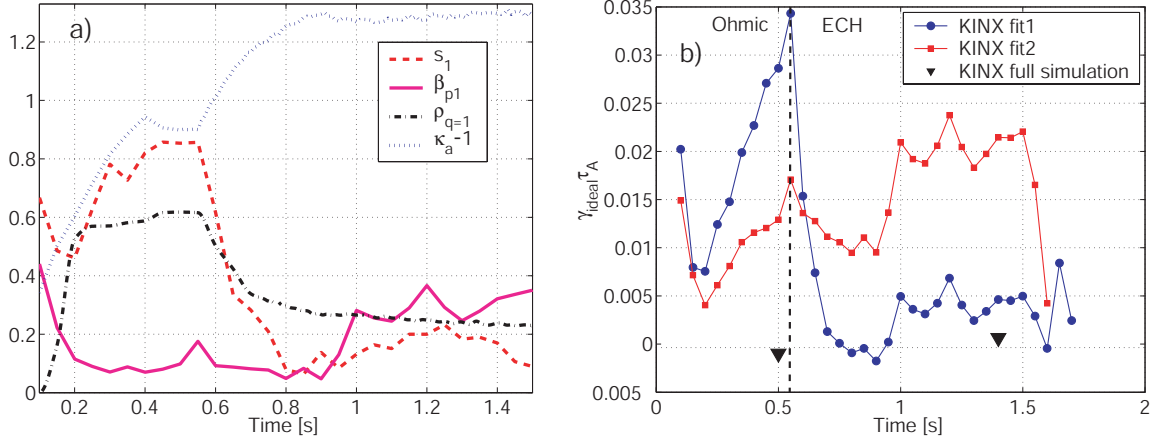 a)
1.2
1
0.8
0.6
0.4
0.2
0
s1
βp1
ρq=1
κa-1
0.2 0.4 0.6 0.8 1 1.2 1.4
Time [s]
b)
Ohmic ECH
KINX fit1
KINX fit2
KINX full simulation
γideal τA
0.035
0.03
0.025
0.02
0.015
0.01
0.005
0
0.005
0 0.5 1 1.5 2
Time [s]